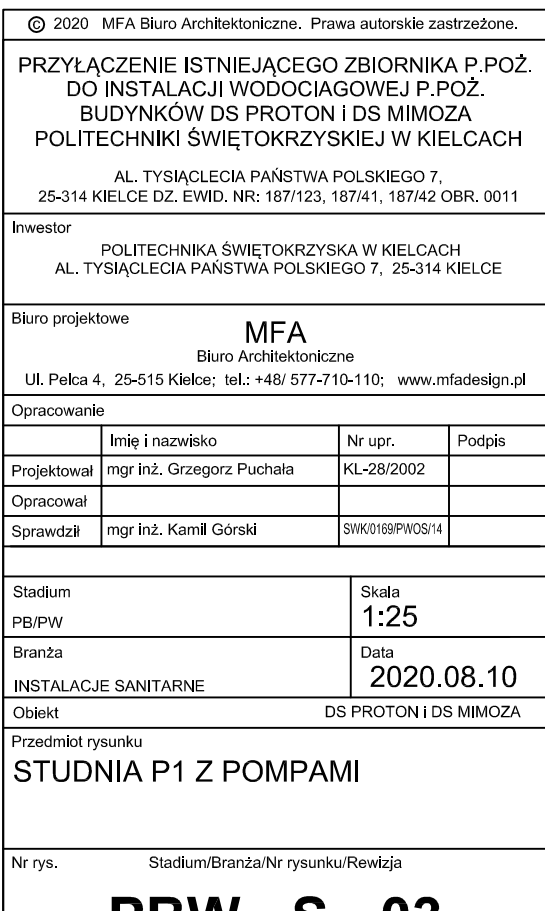 © 2020 MFA Biuro Architektoniczne. Prawa autorskie zastrzeżone.
PRZYŁĄCZENIE ISTNIEJĄCEGO ZBIORNIKA P.POŻ.
DO INSTALACJI WODOCIAGOWEJ P.POŻ.
BUDYNKÓW DS PROTON i DS MIMOZA
POLITECHNIKI ŚWIĘTOKRZYSKIEJ W KIELCACH
AL. TYSIĄCLECIA PAŃSTWA POLSKIEGO 7,
25-314 KIELCE DZ. EWID. NR: 187/123, 187/41, 187/42 OBR. 0011
Inwestor
POLITECHNIKA ŚWIĘTOKRZYSKA W KIELCACH
AL. TYSIĄCLECIA PAŃSTWA POLSKIEGO 7, 25-314 KIELCE
Biuro projektowe
MFA
Biuro Architektoniczne
Ul. Pelca 4, 25-515 Kielce; tel.: +48/ 577-710-110; www.mfadesign.pl
Opracowanie
Imię i nazwisko Nr upr. Podpis
Projektował mgr inż. Grzegorz Puchała KL-28/2002
Opracował
Sprawdził mgr inż. Kamil Górski SWK/0169/PWOS/14
Stadium Skala
PB/PW 1:25
Branża Data
INSTALACJE SANITARNE 2020.08.10
Obiekt DS PROTON i DS MIMOZA
Przedmiot rysunku
STUDNIA P1 Z POMPAMI
Nr rys. Stadium/Branża/Nr rysunku/Rewizja